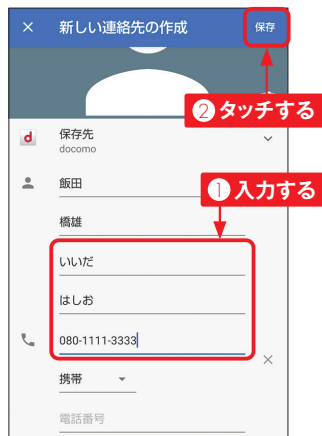 × 新しい連絡先の作成 保存
②タッチする
d 保存先
docomo
飯田
①入力する
橋雄
いいだ
はしお
080-1111-3333
携帯
電話番号